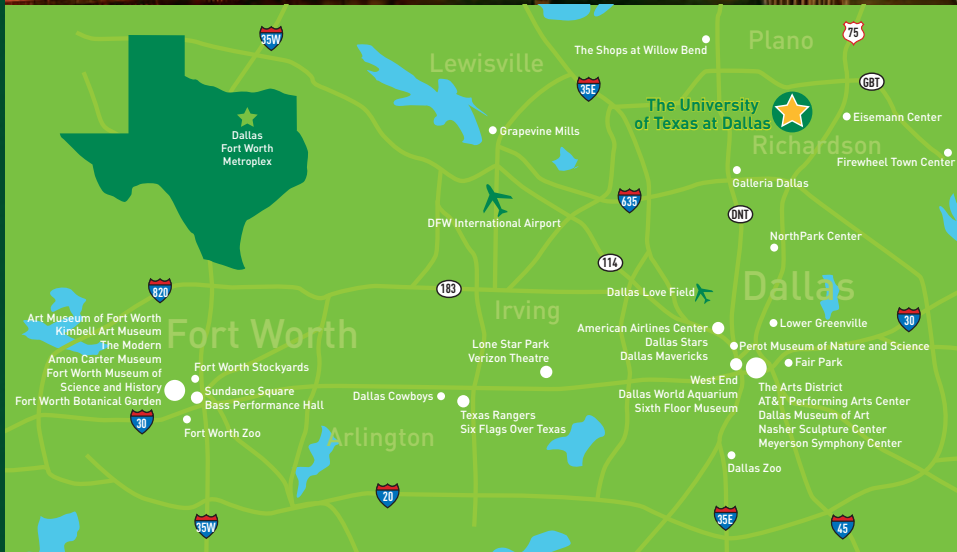 35W
Lewisville
The Shops at Willow Bend
Plano
75
GBT
35E
The University
of Texas at Dallas
Dallas
Fort Worth
Metroplex
Grapevine Mills
Eisemann Center
Richardson
Firewheel Town Center
Galleria Dallas
635
DNT
DFW International Airport
NorthPark Center
114
820
183
Dallas Love Field
Dallas
Irving
30
Art Museum of Fort Worth
Kimbell Art Museum
The Modern
Amon Carter Museum
Fort Worth Museum of
Science and History
Fort Worth Botanical Garden
Fort Worth
Lone Star Park
Verizon Theatre
American Airlines Center
Dallas Stars
Dallas Mavericks
Lower Greenville
Perot Museum of Nature and Science
Fair Park
Fort Worth Stockyards
Sundance Square
Bass Performance Hall
Dallas Cowboys
West End
Dallas World Aquarium
Sixth Floor Museum
The Arts District
AT&T Performing Arts Center
Dallas Museum of Art
Nasher Sculpture Center
Meyerson Symphony Center
30
Fort Worth Zoo
Texas Rangers
Six Flags Over Texas
Arlington
Dallas Zoo
20
35W
35E
45